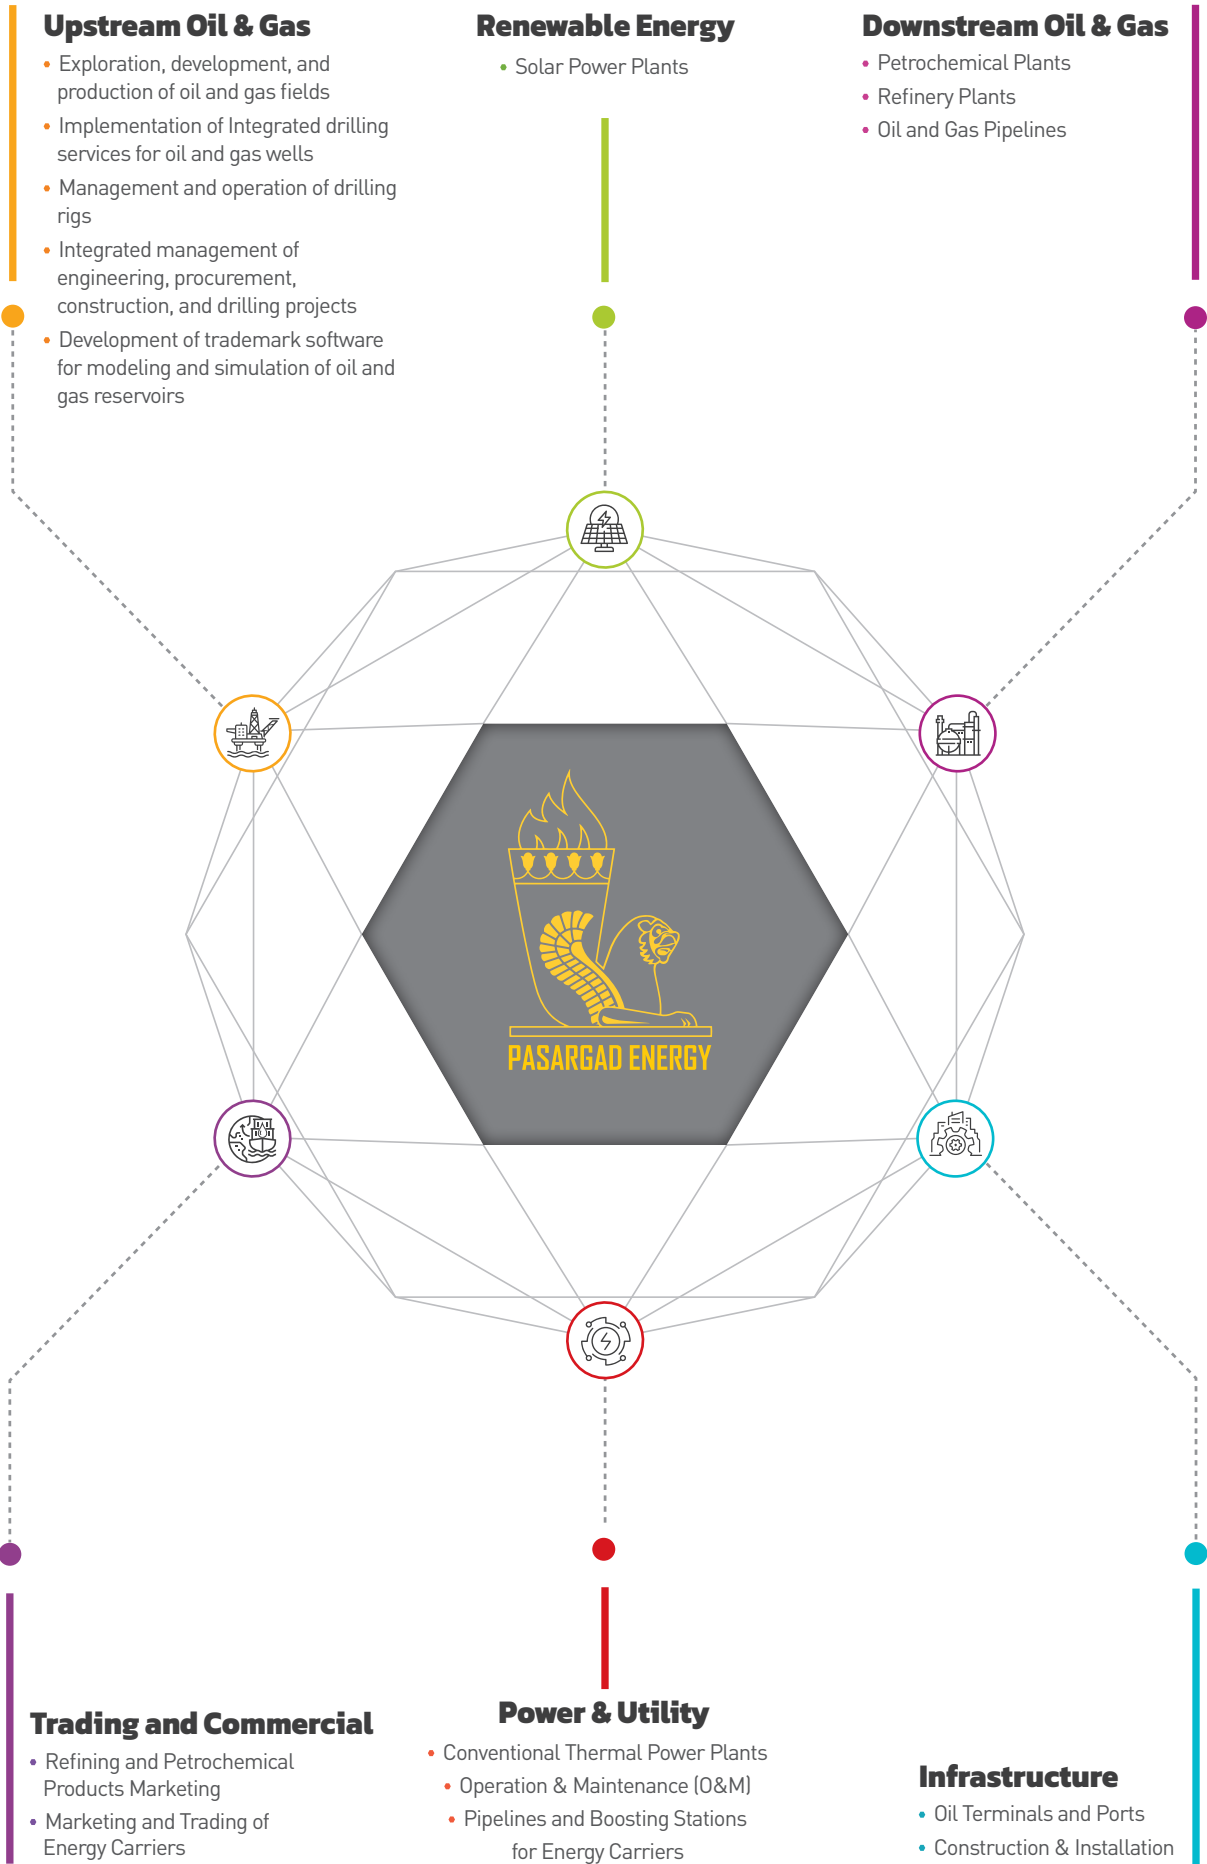 Upstream Oil & Gas
• Exploration, development, and
production of oil and gas fields
• Implementation of Integrated drilling
services for oil and gas wells
• Management and operation of drilling
rigs
• Integrated management of
engineering, procurement,
construction, and drilling projects
• Development of trademark software
for modeling and simulation of oil and
gas reservoirs
Renewable Energy
• Solar Power Plants
Downstream Oil & Gas
• Petrochemical Plants
• Refinery Plants
• Oil and Gas Pipelines
PASARGAD ENERGY
Trading and Commercial
• Refining and Petrochemical
Products Marketing
• Marketing and Trading of
Energy Carriers
Power & Utility
• Conventional Thermal Power Plants
• Operation & Maintenance (O&M)
• Pipelines and Boosting Stations
for Energy Carriers
Infrastructure
• Oil Terminals and Ports
• Construction & Installation